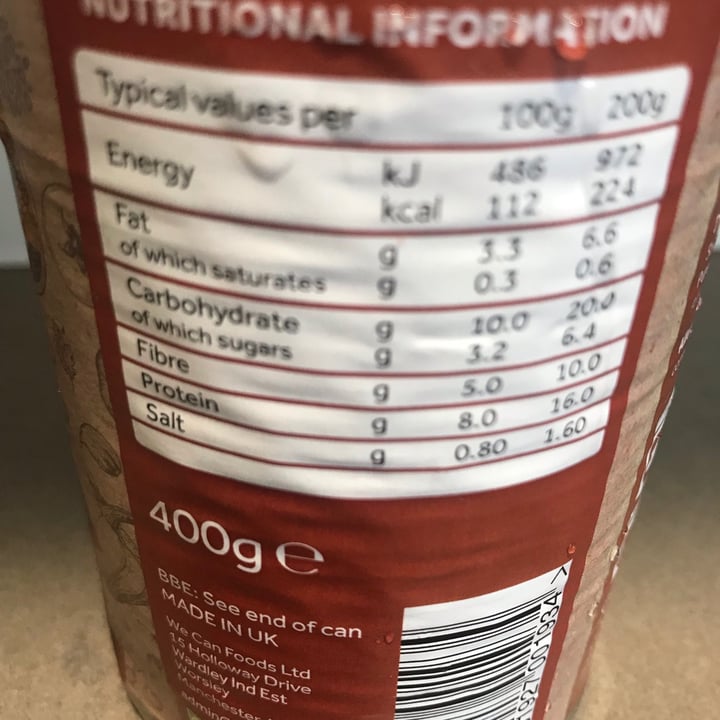 NUTRITIONAL INFORMATION
Typical values per 100g 200g
Energy kJ 486 972
kcal 112 224
Fat g 3.3 6.6
of which saturates g 0.3 0.6
Carbohydrate g 10.0 20.0
of which sugars g 3.2 6.4
Fibre g 5.0 10.0
Protein g 8.0 16.0
Salt g 0.80 1.60
400g e
BBE: See end of can
MADE IN UK
We Can Foods Ltd
16 Holloway Drive
Wardley Ind Est
Worsley
Manchester
927 001934 >